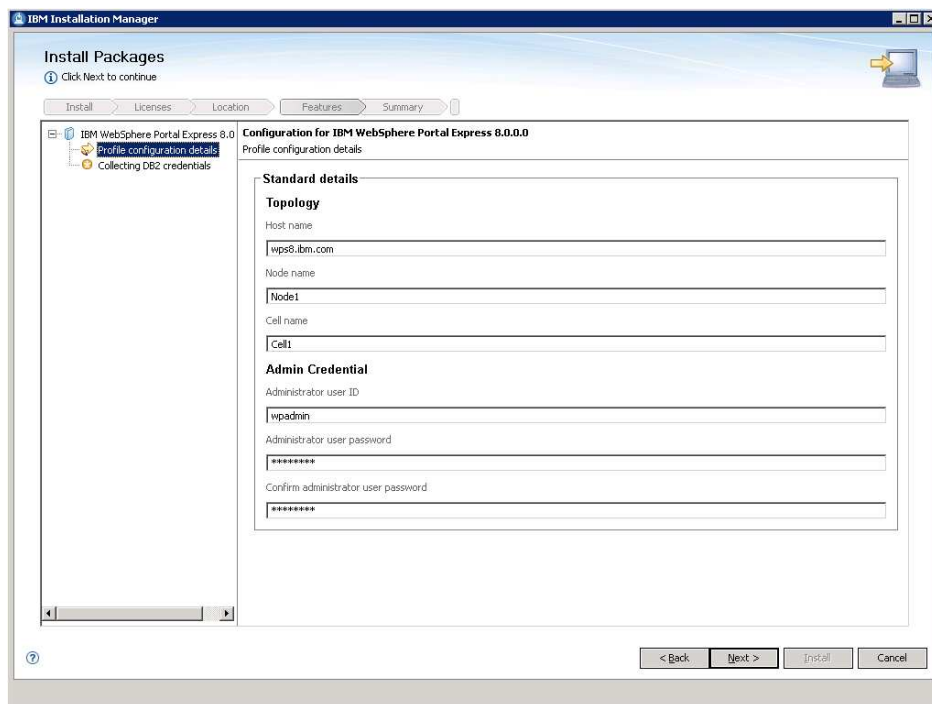 IBM Installation Manager
Install Packages
Click Next to continue
Install Licenses Location Features Summary
IBM WebSphere Portal Express 8.0
Profile configuration details
Collecting DB2 credentials
Configuration for IBM WebSphere Portal Express 8.0.0.0
Profile configuration details
Standard details
Topology
Host name
wps8.ibm.com
Node name
Node1
Cell name
Cell1
Admin Credential
Administrator user ID
wpadmin
Administrator user password
********
Confirm administrator user password
********
< Back Next > Install Cancel